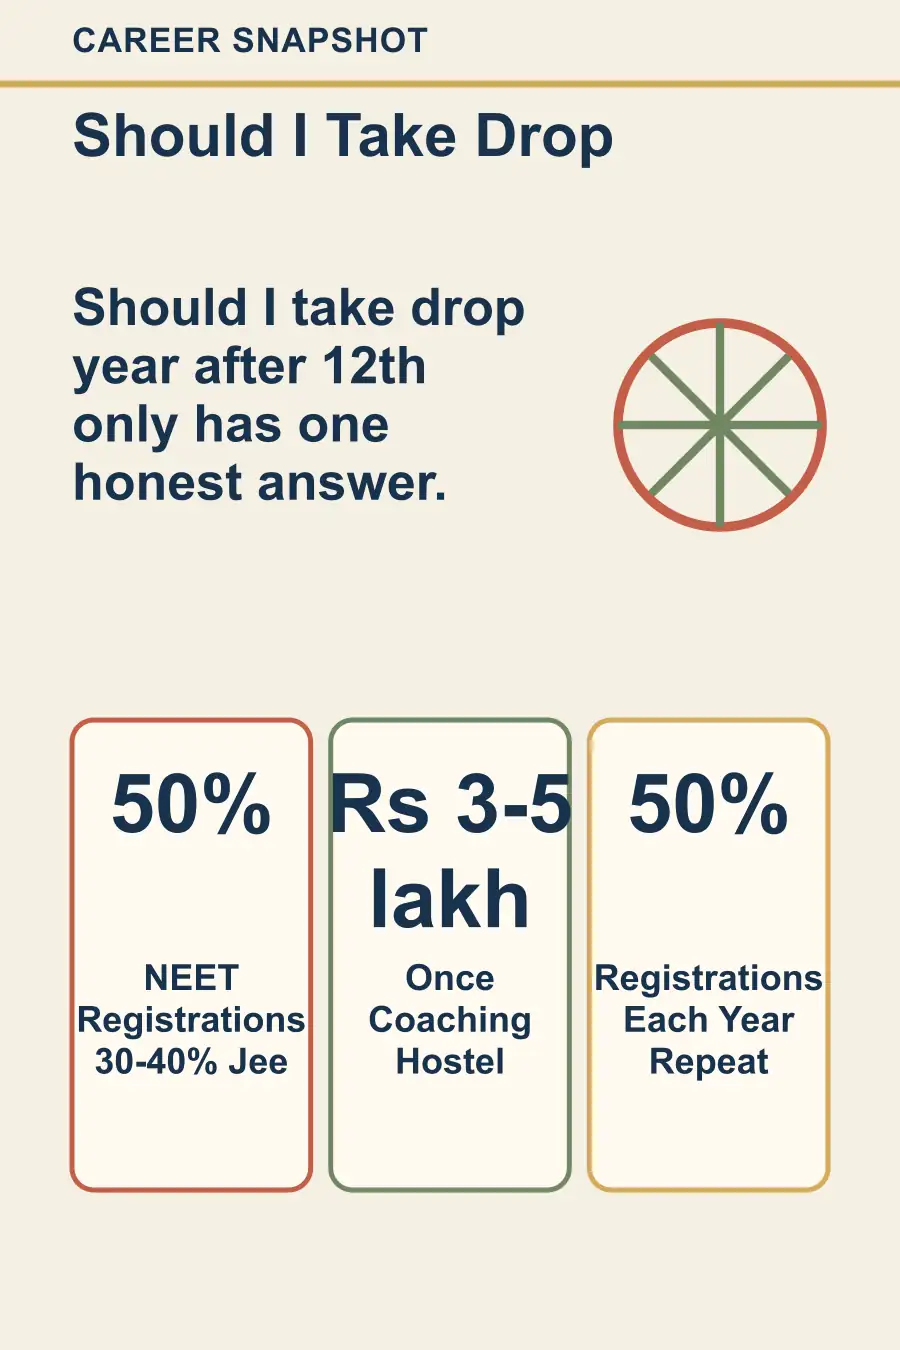 CAREER SNAPSHOT
Should I Take Drop
Should I take drop
year after 12th
only has one
honest answer.
50%
NEET
Registrations
30-40% Jee
Rs 3-5
lakh
Once
Coaching
Hostel
50%
Registrations
Each Year
Repeat